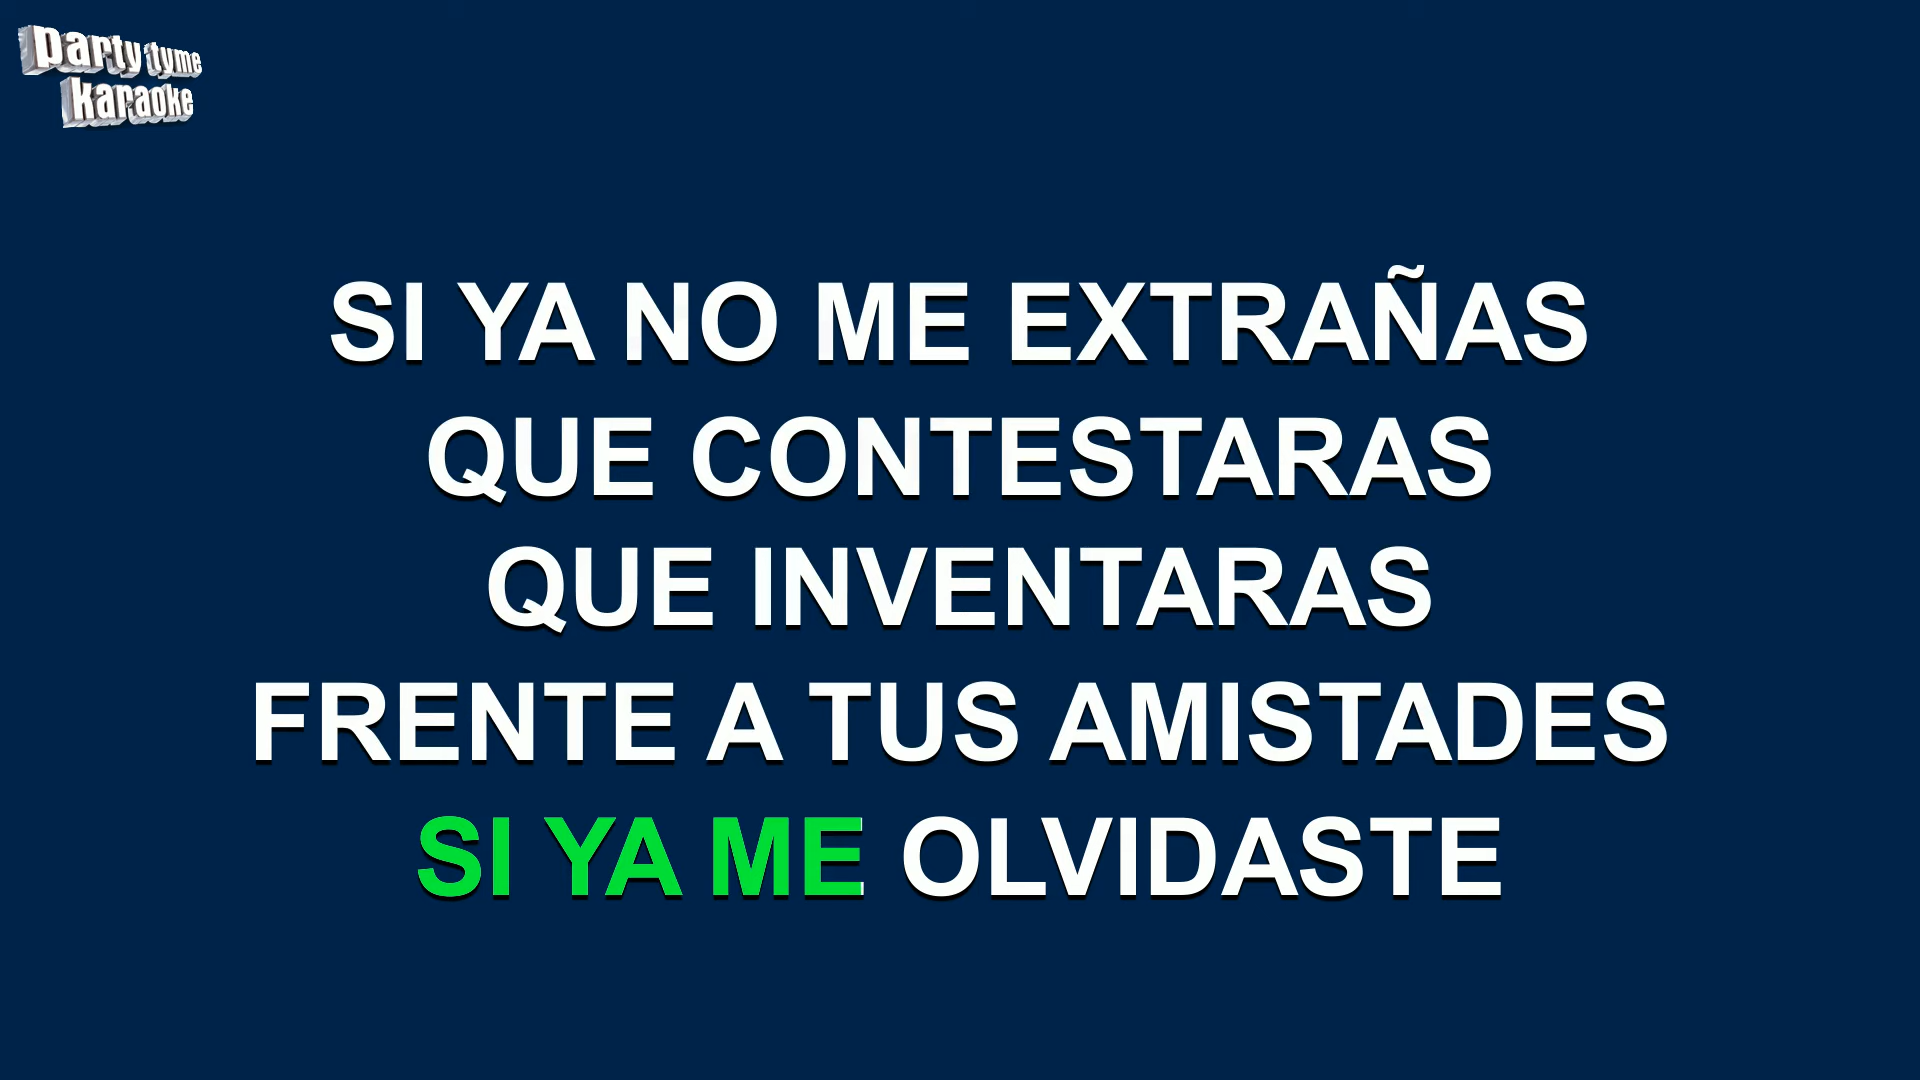 party tyme
karaoke
SI YA NO ME EXTRAÑAS
QUE CONTESTARAS
QUE INVENTARAS
FRENTE A TUS AMISTADES
SI YA ME OLVIDASTE